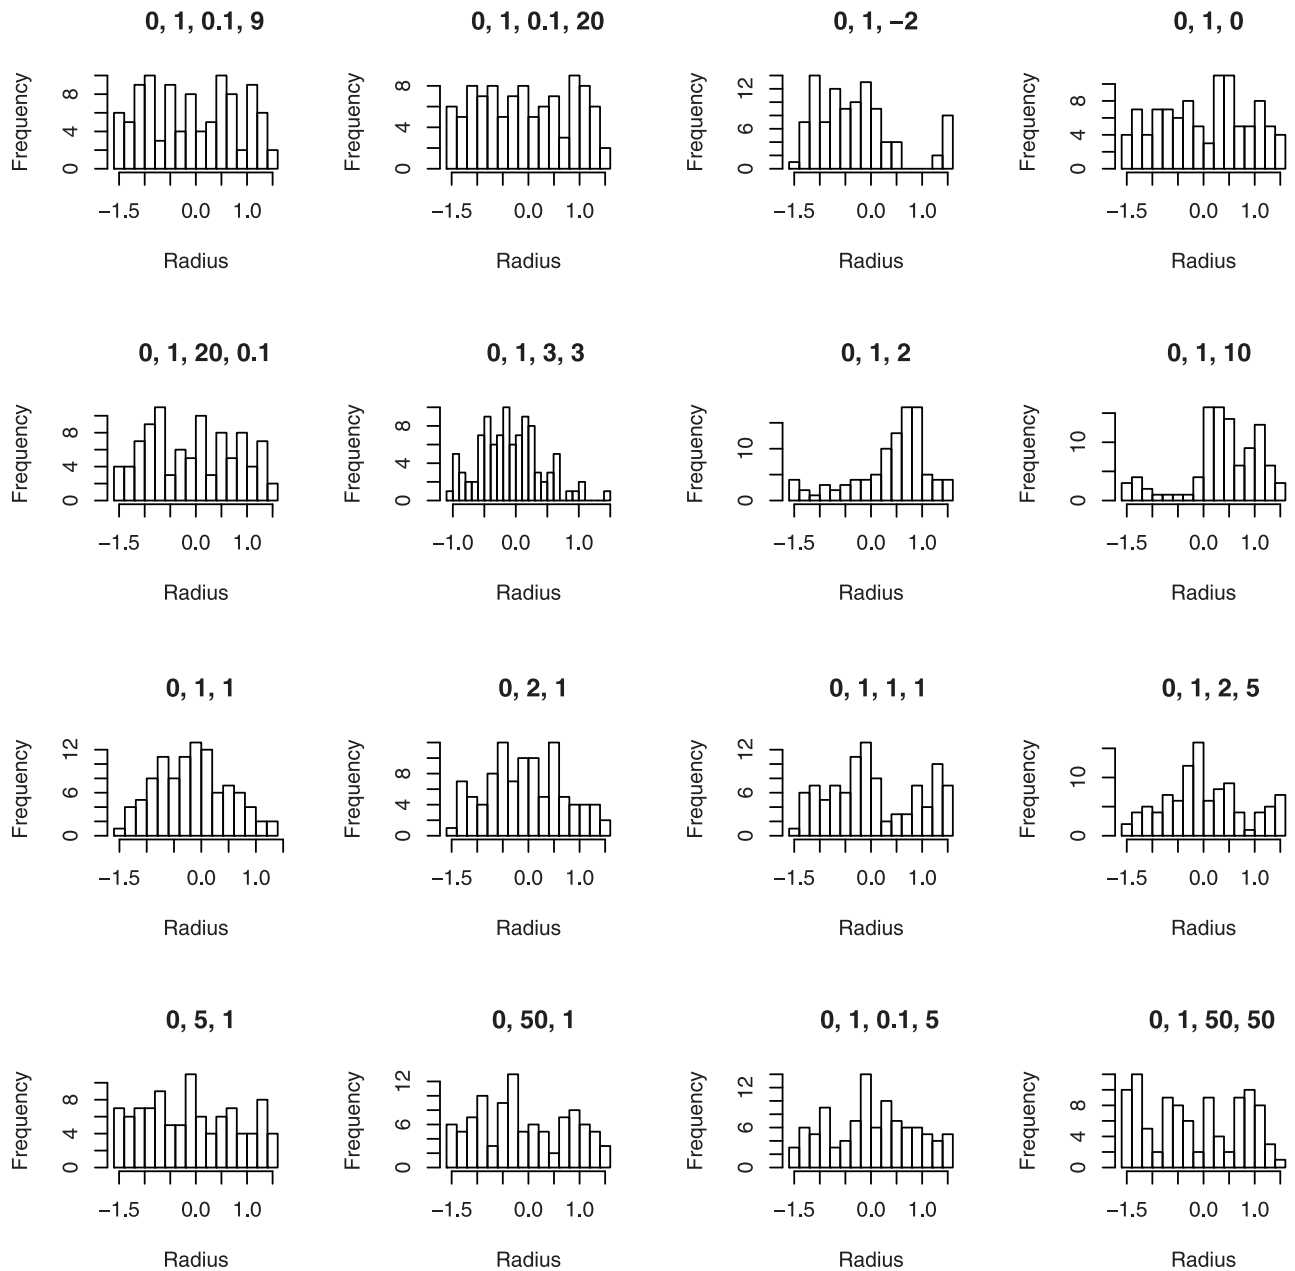 0, 1, 0.1, 9
Frequency
0 4 8
−1.5 0.0 1.0
Radius
0, 1, 0.1, 20
Frequency
0 4 8
−1.5 0.0 1.0
Radius
0, 1, −2
Frequency
0 6 12
−1.5 0.0 1.0
Radius
0, 1, 0
Frequency
0 4 8
−1.5 0.0 1.0
Radius
0, 1, 20, 0.1
Frequency
0 4 8
−1.5 0.0 1.0
Radius
0, 1, 3, 3
Frequency
0 4 8
−1.0 0.0 1.0
Radius
0, 1, 2
Frequency
0 10
−1.5 0.0 1.0
Radius
0, 1, 10
Frequency
0 10
−1.5 0.0 1.0
Radius
0, 1, 1
Frequency
0 6 12
−1.5 0.0 1.0
Radius
0, 2, 1
Frequency
0 4 8
−1.5 0.0 1.0
Radius
0, 1, 1, 1
Frequency
0 6 12
−1.5 0.0 1.0
Radius
0, 1, 2, 5
Frequency
0 10
−1.5 0.0 1.0
Radius
0, 5, 1
Frequency
0 4 8
−1.5 0.0 1.0
Radius
0, 50, 1
Frequency
0 6 12
−1.5 0.0 1.0
Radius
0, 1, 0.1, 5
Frequency
0 6 12
−1.5 0.0 1.0
Radius
0, 1, 50, 50
Frequency
0 4 8
−1.5 0.0 1.0
Radius